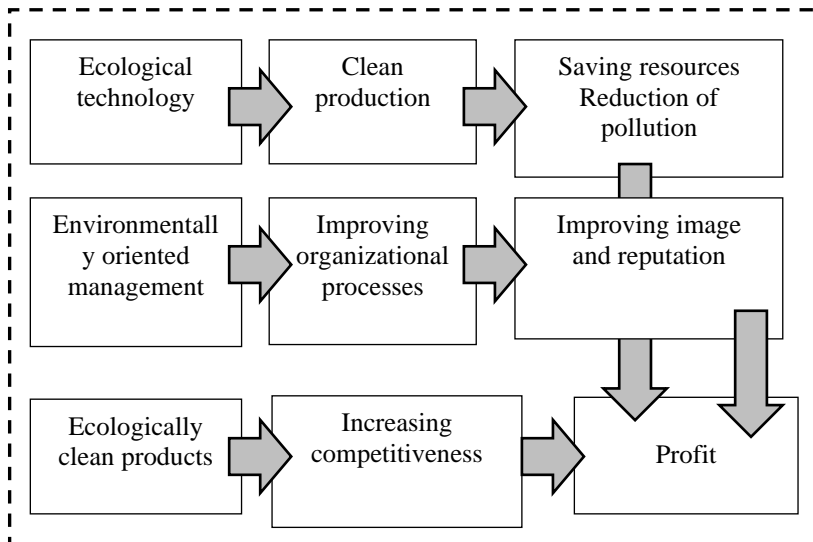 Ecological
technology
Clean
production
Saving resources
Reduction of
pollution
Environmentall
y oriented
management
Improving
organizational
processes
Improving image
and reputation
Ecologically
clean products
Increasing
competitiveness
Profit